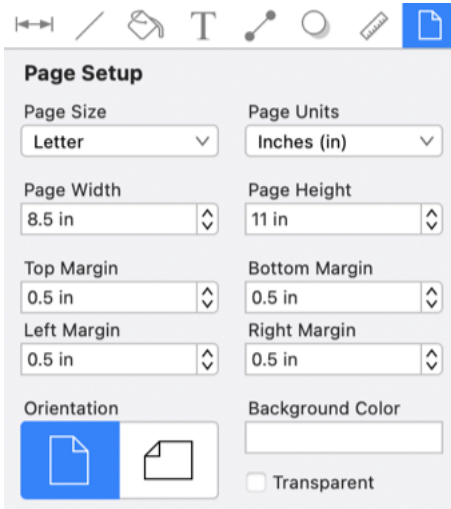 T
Page Setup
Page Size Page Units
Letter Inches (in)
Page Width Page Height
8.5 in 11 in
Top Margin Bottom Margin
0.5 in 0.5 in
Left Margin Right Margin
0.5 in 0.5 in
Orientation Background Color
Transparent